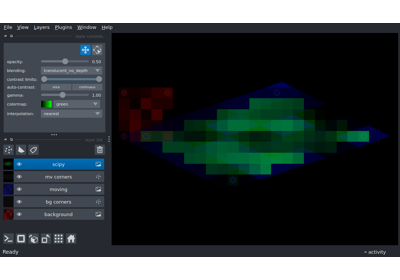 File View Layers Plugins Window Help
opacity: 0.50
blending: translucent_no_depth
contrast limits:
auto-contrast: once continuous
gamma: 1.00
colormap: green
interpolation: nearest
scipy
mv corners
moving
bg corners
background
Ready activity